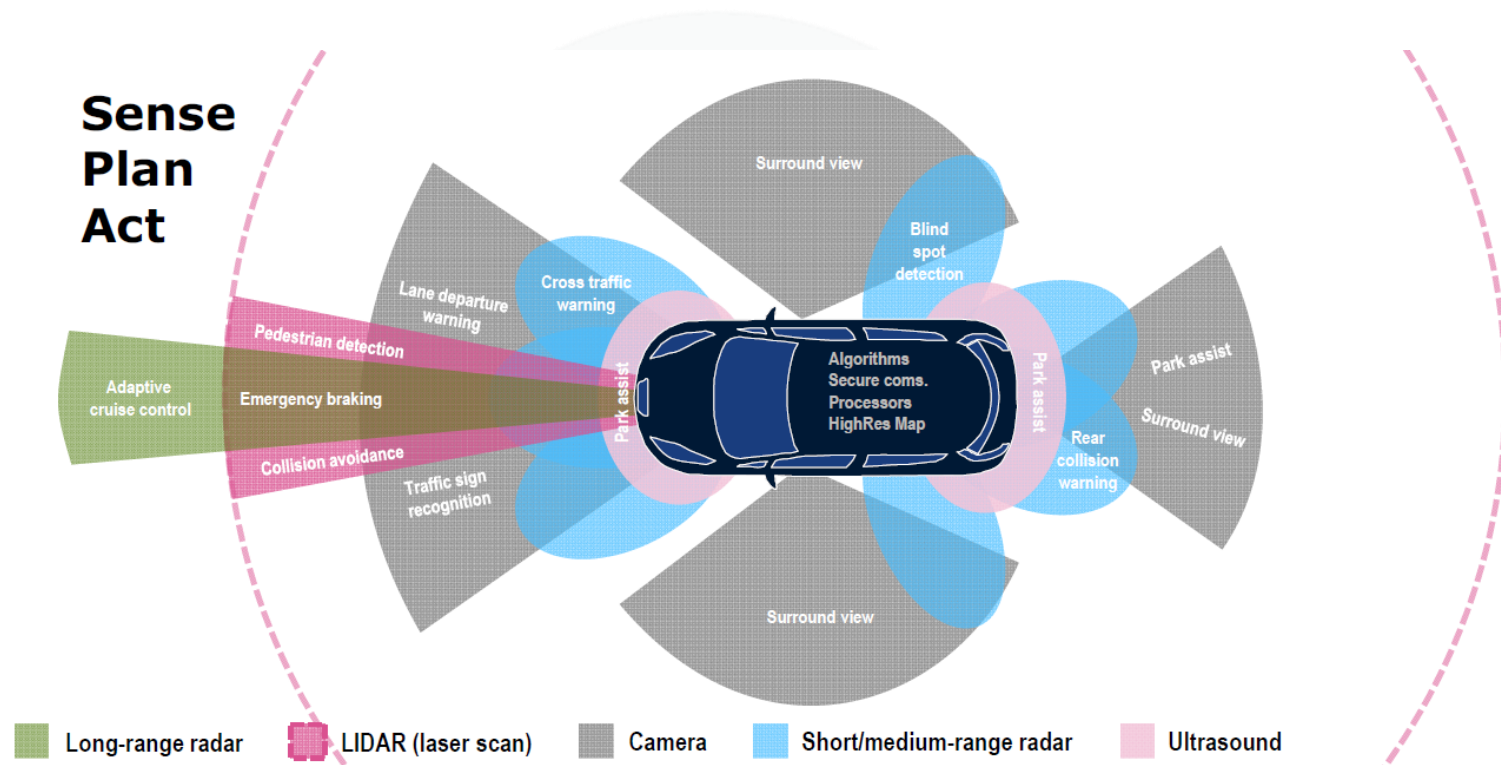 Sense
Plan
Act
Surround view
Blind
spot
detection
Cross traffic
warning
Lane departure
warning
Pedestrian detection
Adaptive
cruise control
Emergency braking
Collision avoidance
Traffic sign
recognition
Park assist
Algorithms
Secure coms.
Processors
HighRes Map
Park assist
Rear
collision
warning
Park assist
Surround view
Surround view
Long-range radar
LIDAR (laser scan)
Camera
Short/medium-range radar
Ultrasound